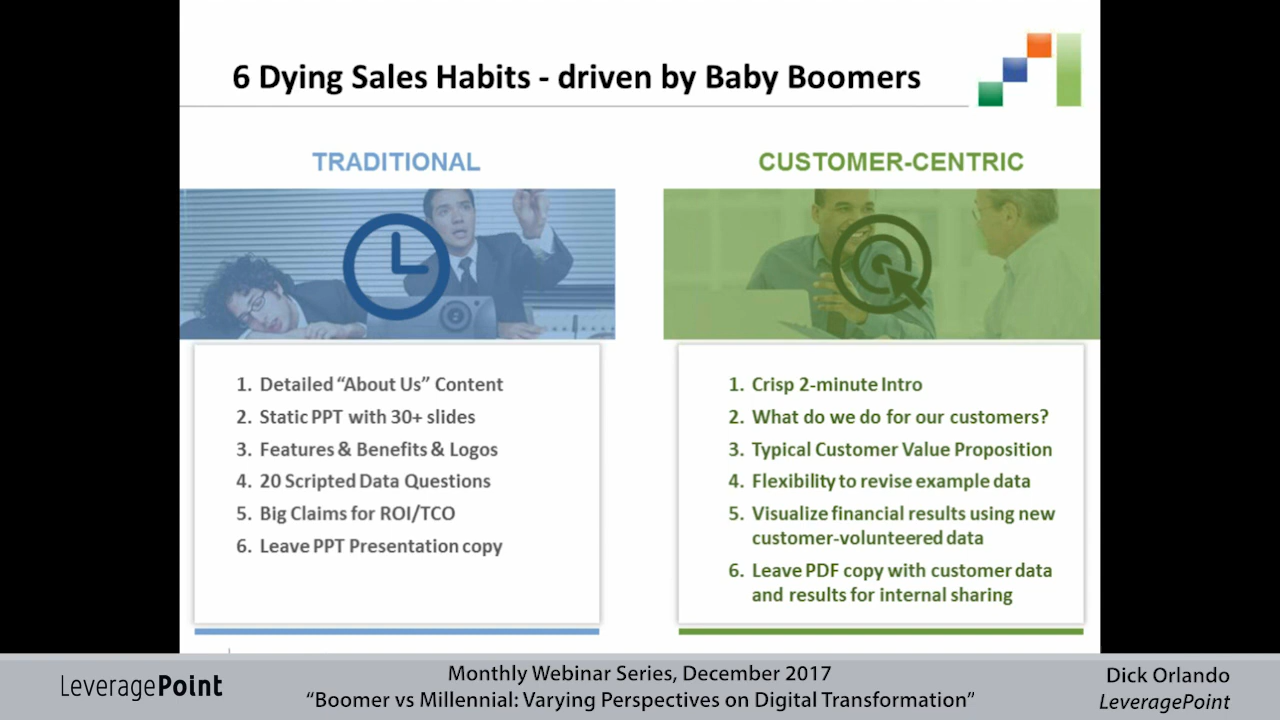 6 Dying Sales Habits - driven by Baby Boomers
TRADITIONAL
1. Detailed “About Us” Content
2. Static PPT with 30+ slides
3. Features & Benefits & Logos
4. 20 Scripted Data Questions
5. Big Claims for ROI/TCO
6. Leave PPT Presentation copy
CUSTOMER-CENTRIC
1. Crisp 2-minute Intro
2. What do we do for our customers?
3. Typical Customer Value Proposition
4. Flexibility to revise example data
5. Visualize financial results using new
customer-volunteered data
6. Leave PDF copy with customer data
and results for internal sharing
LeveragePoint
Monthly Webinar Series, December 2017
“Boomer vs Millennial: Varying Perspectives on Digital Transformation”
Dick Orlando
LeveragePoint